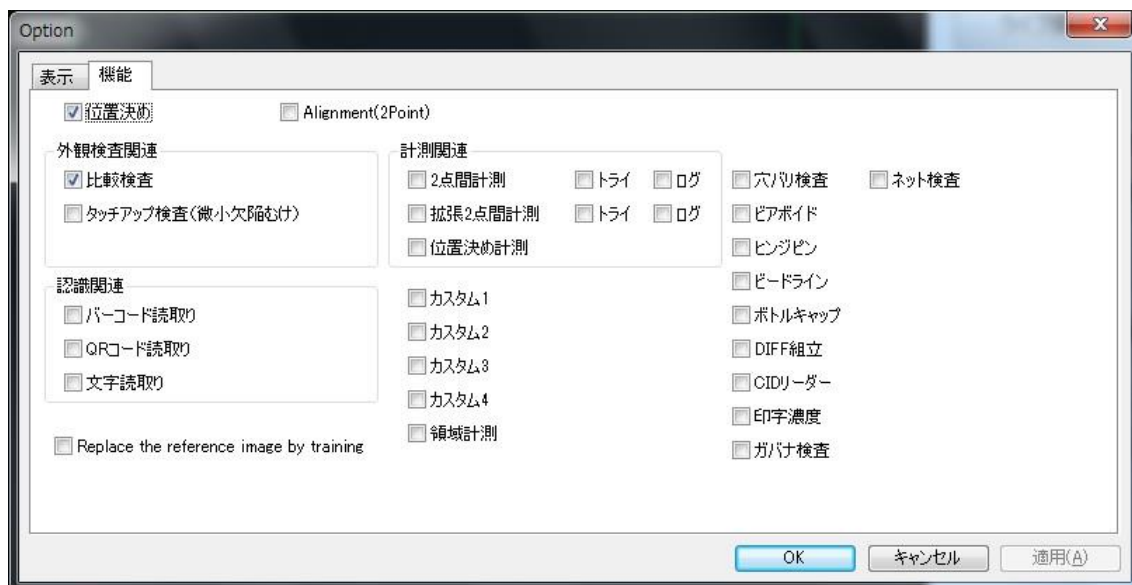 Option
表示 機能
位置決め Alignment(2Point)
外観検査関連
比較検査
タッチアップ検査(微小欠陥むけ)
認識関連
バーコード読取り
QRコード読取り
文字読取り
Replace the reference image by training
計測関連
2点間計測 トライ ログ
拡張2点間計測 トライ ログ
位置決め計測
カスタム1
カスタム2
カスタム3
カスタム4
領域計測
穴バリ検査 ネット検査
ビアボイド
ヒンジピン
ビードライン
ボトルキャップ
DIFF組立
CIDリーダー
印字濃度
ガバナ検査
OK キャンセル 適用(A)